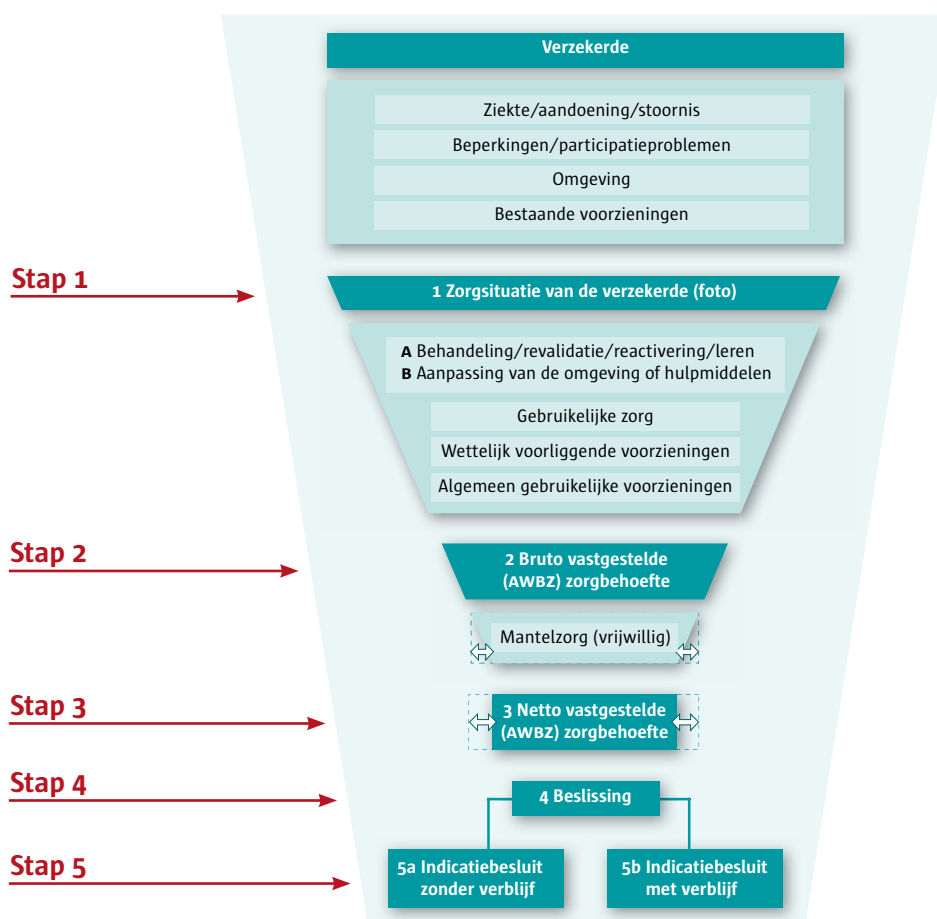 Verzekerde
Ziekte/aandoening/stoornis
Beperkingen/participatieproblemen
Omgeving
Bestaande voorzieningen
Stap 1
1 Zorgsituatie van de verzekerde (foto)
A Behandeling/revalidatie/reactivering/leren
B Aanpassing van de omgeving of hulpmiddelen
Gebruikelijke zorg
Wettelijk voorliggende voorzieningen
Algemeen gebruikelijke voorzieningen
Stap 2
2 Bruto vastgestelde
(AWBZ) zorgbehoefte
Mantelzorg (vrijwillig)
Stap 3
3 Netto vastgestelde
(AWBZ) zorgbehoefte
Stap 4
4 Beslissing
Stap 5
5a Indicatiebesluit
zonder verblijf
5b Indicatiebesluit
met verblijf